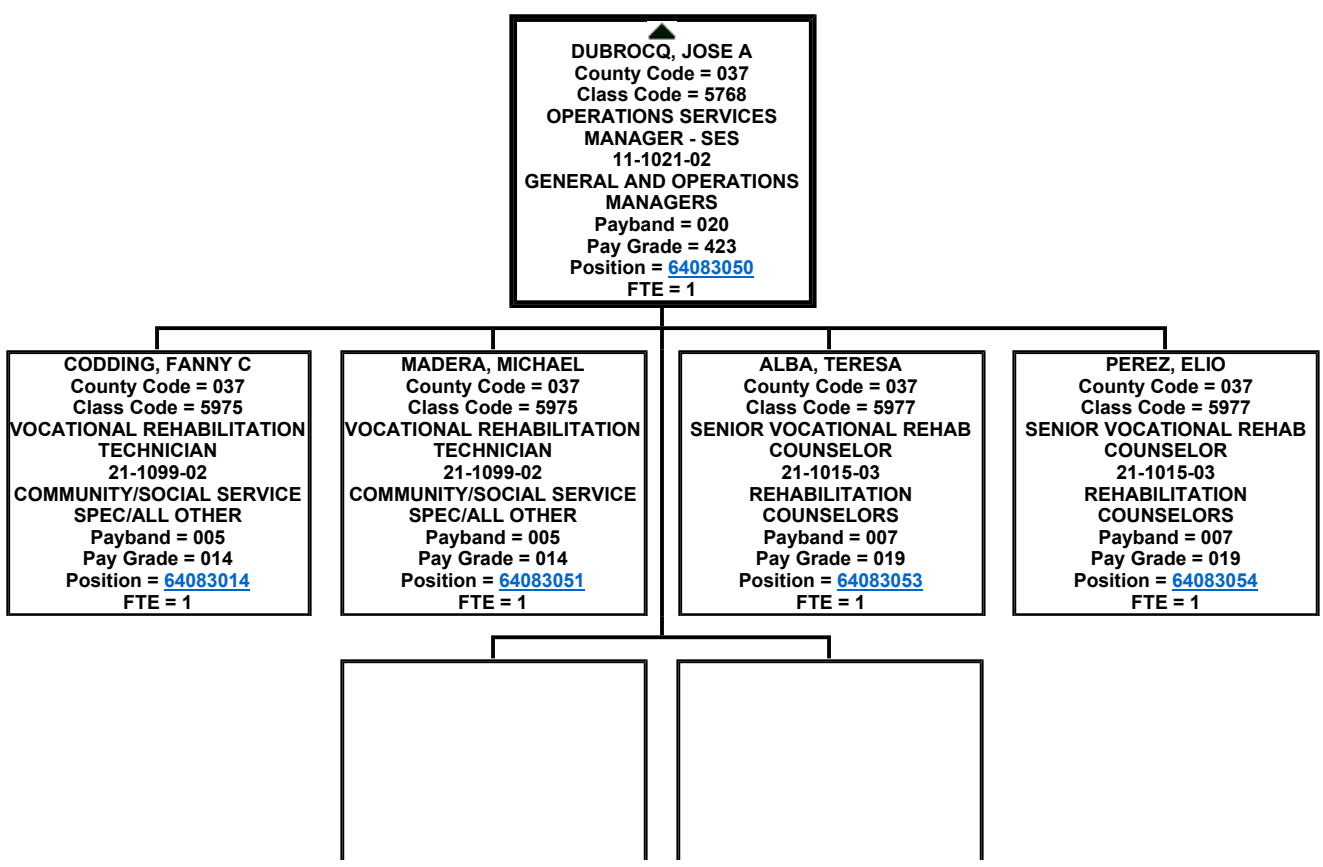 DUBROCQ, JOSE A
County Code = 037
Class Code = 5768
OPERATIONS SERVICES
MANAGER - SES
11-1021-02
GENERAL AND OPERATIONS
MANAGERS
Payband = 020
Pay Grade = 423
Position = 64083050
FTE = 1
CODDING, FANNY C
County Code = 037
Class Code = 5975
VOCATIONAL REHABILITATION
TECHNICIAN
21-1099-02
COMMUNITY/SOCIAL SERVICE
SPEC/ALL OTHER
Payband = 005
Pay Grade = 014
Position = 64083014
FTE = 1
MADERA, MICHAEL
County Code = 037
Class Code = 5975
VOCATIONAL REHABILITATION
TECHNICIAN
21-1099-02
COMMUNITY/SOCIAL SERVICE
SPEC/ALL OTHER
Payband = 005
Pay Grade = 014
Position = 64083051
FTE = 1
ALBA, TERESA
County Code = 037
Class Code = 5977
SENIOR VOCATIONAL REHAB
COUNSELOR
21-1015-03
REHABILITATION
COUNSELORS
Payband = 007
Pay Grade = 019
Position = 64083053
FTE = 1
PEREZ, ELIO
County Code = 037
Class Code = 5977
SENIOR VOCATIONAL REHAB
COUNSELOR
21-1015-03
REHABILITATION
COUNSELORS
Payband = 007
Pay Grade = 019
Position = 64083054
FTE = 1